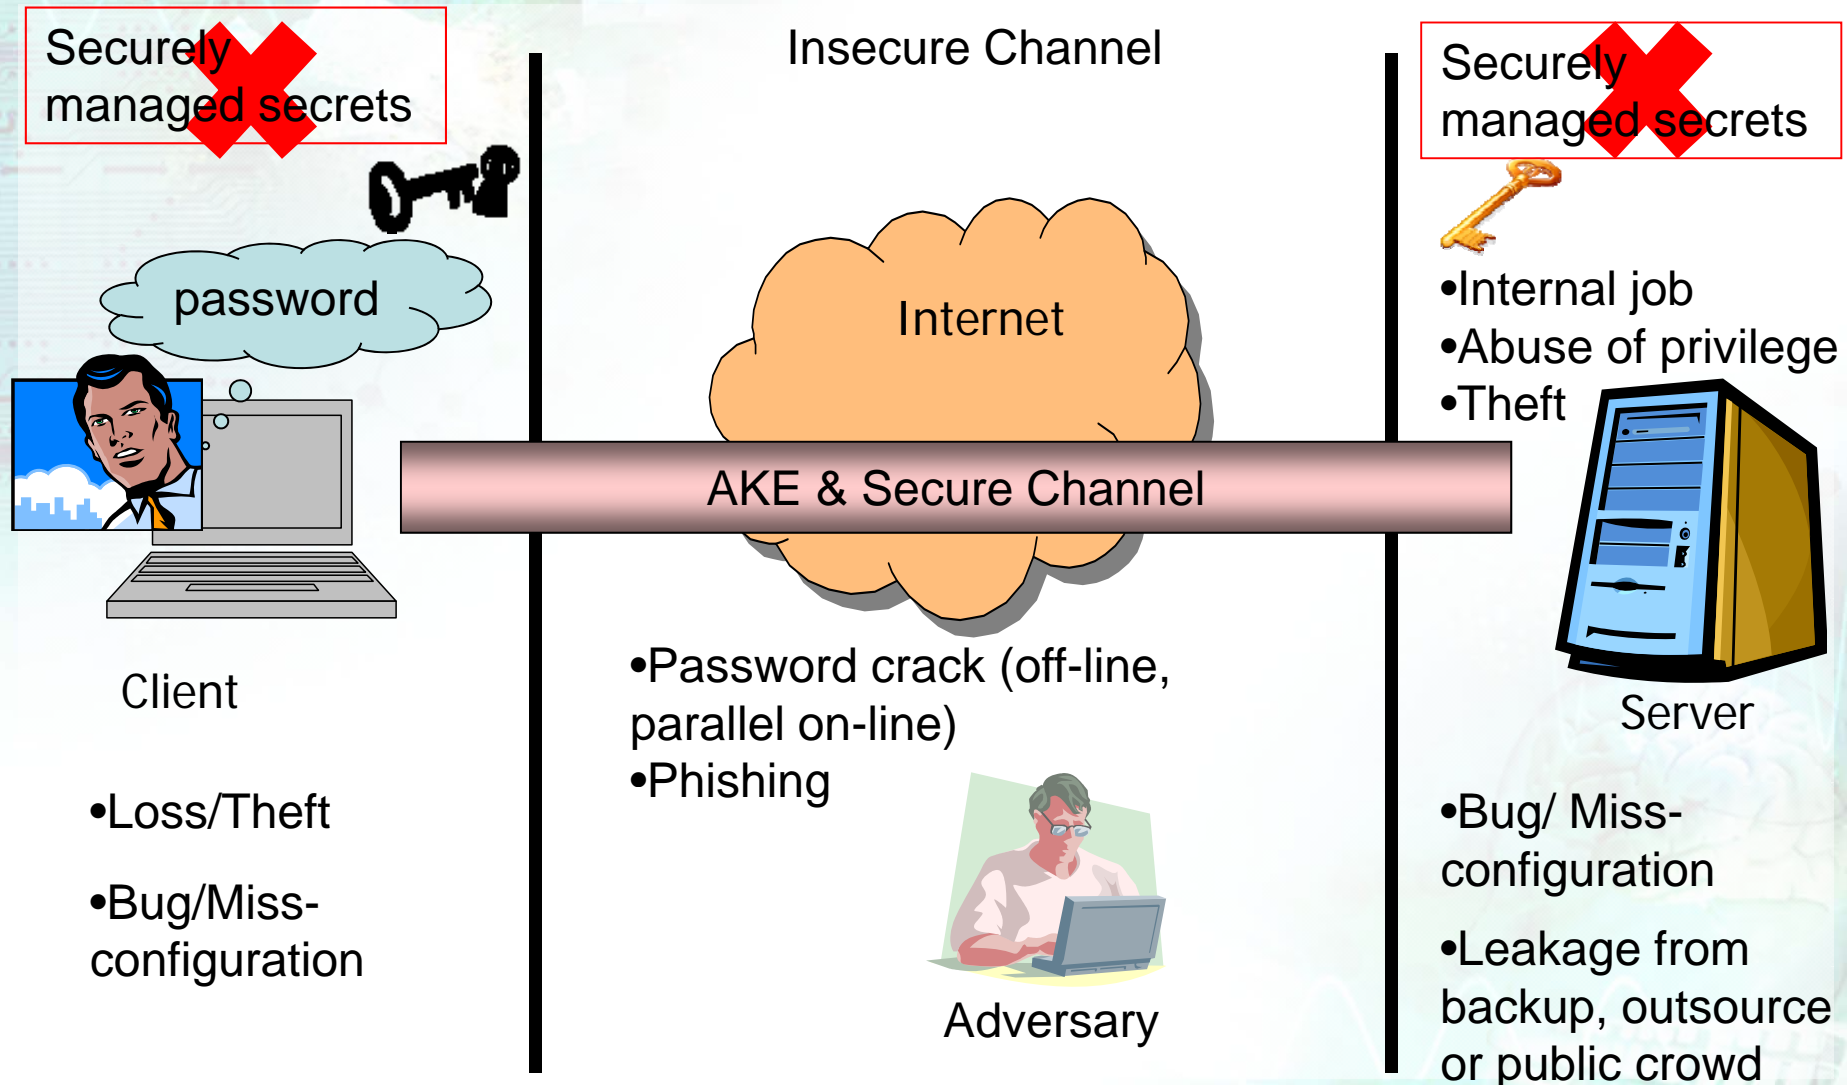 Securely
managed secrets
password
Client
•Loss/Theft
•Bug/Miss-
configuration
Insecure Channel
Internet
AKE & Secure Channel
•Password crack (off-line,
parallel on-line)
•Phishing
Adversary
Securely
managed secrets
•Internal job
•Abuse of privilege
•Theft
Server
•Bug/ Miss-
configuration
•Leakage from
backup, outsource
or public crowd